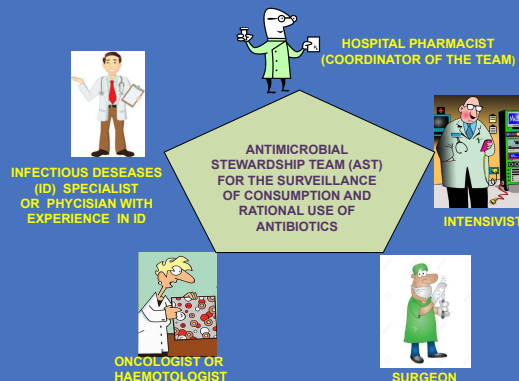 HOSPITAL PHARMACIST
(COORDINATOR OF THE TEAM)
ANTIMICROBIAL
STEWARDSHIP TEAM (AST)
FOR THE SURVEILLANCE
OF CONSUMPTION AND
RATIONAL USE OF
ANTIBIOTICS
INFECTIOUS DESEASES
(ID) SPECIALIST
OR PHYCISIAN WITH
EXPERIENCE IN ID
INTENSIVIST
ONCOLOGIST OR
HAEMOTOLOGIST
SURGEON